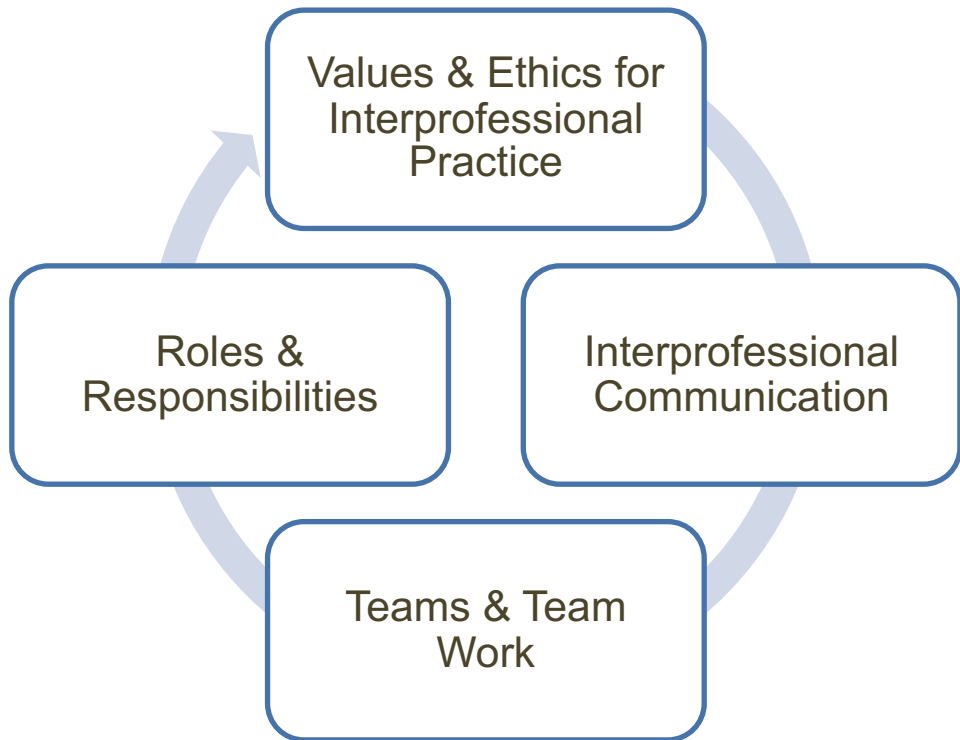 Values & Ethics for
Interprofessional
Practice
Interprofessional
Communication
Teams & Team
Work
Roles &
Responsibilities